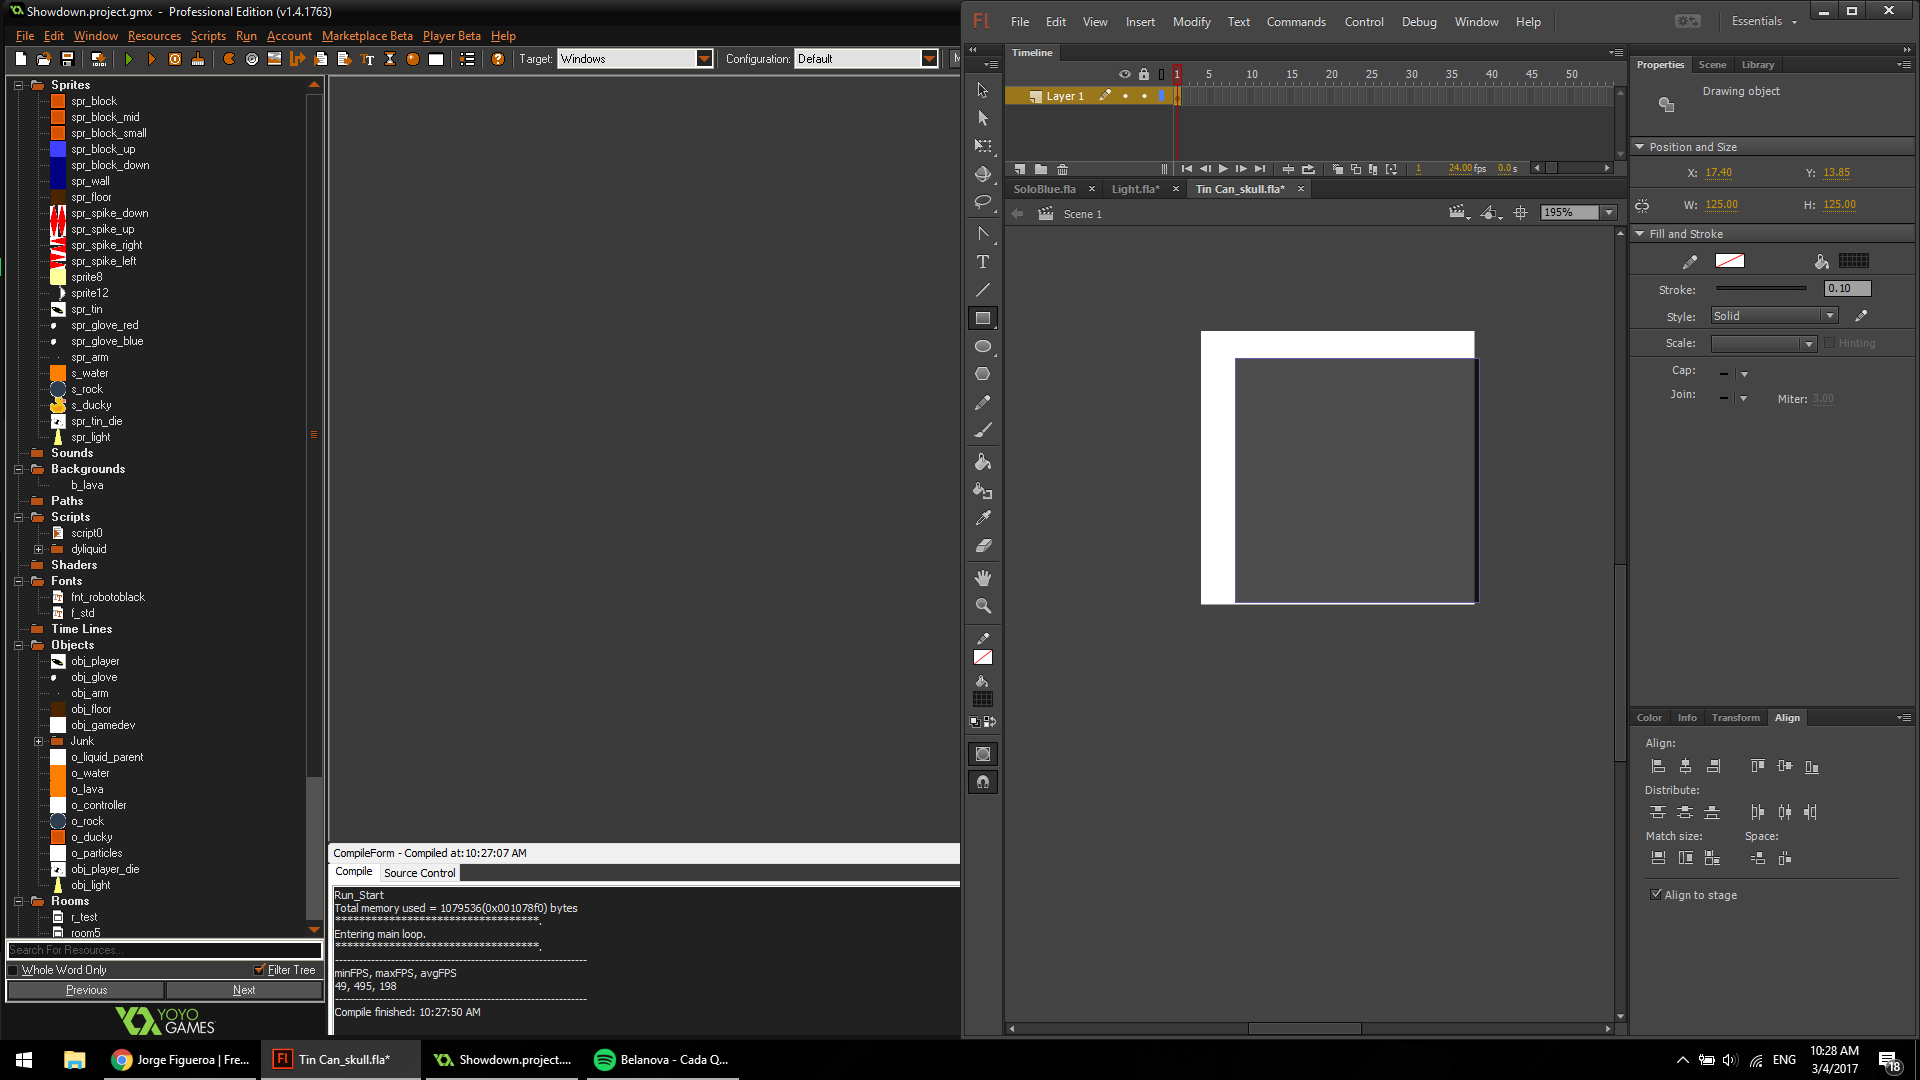 Showdown.project.gmx - Professional Edition (v1.4.1763)
File Edit Window Resources Scripts Run Account Marketplace Beta Player Beta Help
Target: Windows Configuration: Default
Sprites
spr_block
spr_block_mid
spr_block_small
spr_block_up
spr_block_down
spr_wall
spr_floor
spr_spike_down
spr_spike_up
spr_spike_right
spr_spike_left
sprite8
sprite12
spr_tin
spr_glove_red
spr_glove_blue
spr_arm
s_water
s_rock
s_ducky
spr_tin_die
spr_light
Sounds
Backgrounds
b_lava
Paths
Scripts
script0
dyliquid
Shaders
Fonts
fnt_robotoblack
f_std
Time Lines
Objects
obj_player
obj_glove
obj_arm
obj_floor
obj_gamedev
Junk
o_liquid_parent
o_water
o_lava
o_controller
o_rock
o_ducky
o_particles
obj_player_die
obj_light
Rooms
r_test
room5
Search For Resources...
Whole Word Only Filter Tree
Previous Next
YOYO
GAMES
CompileForm - Compiled at:10:27:07 AM
Compile Source Control
Run_Start
Total memory used = 1079536(0x001078f0) bytes
***********************************.
Entering main loop.
***********************************.
minFPS, maxFPS, avgFPS
49, 495, 198
Compile finished: 10:27:50 AM
Fl File Edit View Insert Modify Text Commands Control Debug Window Help Essentials
Timeline
1 5 10 15 20 25 30 35 40 45 50
Layer 1
1 24.00 fps 0.0 s
SoloBlue.fla × Light.fla* × Tin Can_skull.fla* ×
Scene 1 195%
Properties Scene Library
Drawing object
Position and Size
X: 17.40 Y: 13.85
W: 125.00 H: 125.00
Fill and Stroke
Stroke: 0.10
Style: Solid
Scale: Hinting
Cap:
Join: Miter: 3.00
Color Info Transform Align
Align:
Distribute:
Match size: Space:
Align to stage
Jorge Figueroa | Fre... Tin Can_skull.fla* Showdown.project.... Belanova - Cada Q...
ENG
10:28 AM
3/4/2017
18